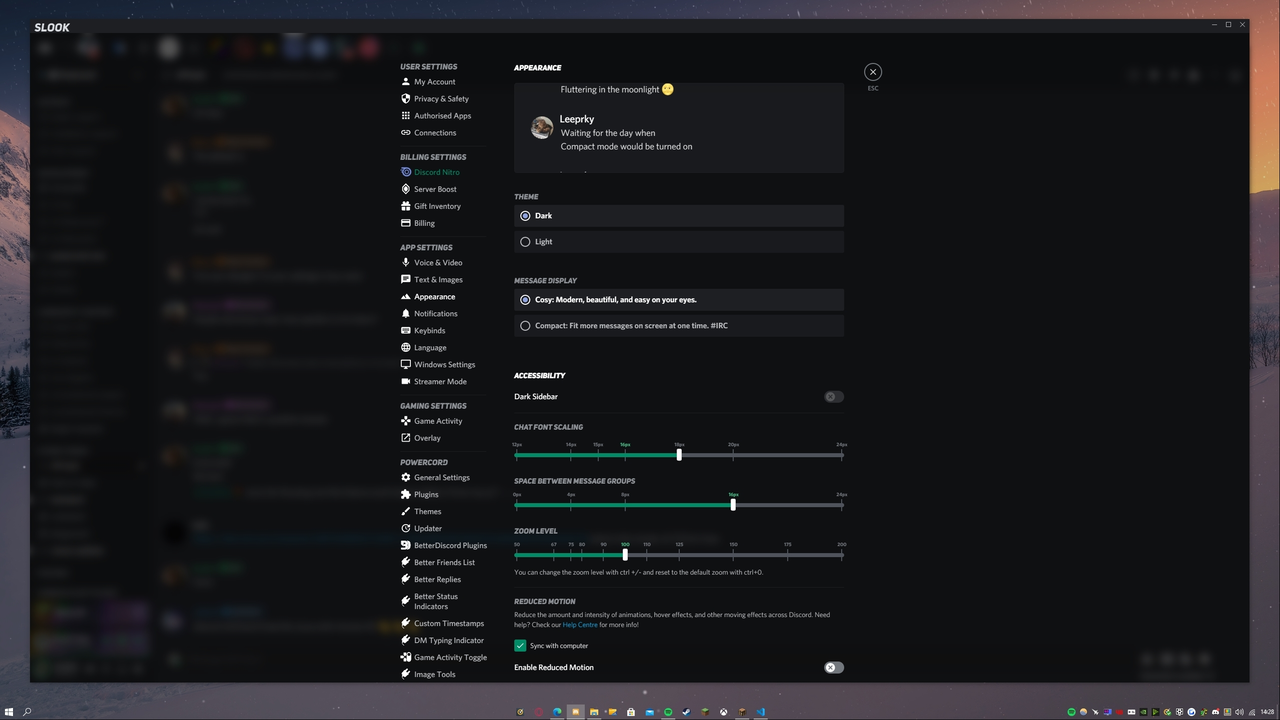 SLOOK
USER SETTINGS
My Account
Privacy & Safety
Authorised Apps
Connections
BILLING SETTINGS
Discord Nitro
Server Boost
Gift Inventory
Billing
APP SETTINGS
Voice & Video
Text & Images
Appearance
Notifications
Keybinds
Language
Windows Settings
Streamer Mode
GAMING SETTINGS
Game Activity
Overlay
POWERCORD
General Settings
Plugins
Themes
Updater
BetterDiscord Plugins
Better Friends List
Better Replies
Better Status
Indicators
Custom Timestamps
DM Typing Indicator
Game Activity Toggle
Image Tools
APPEARANCE
Fluttering in the moonlight 🌝
Leeprky
Waiting for the day when
Compact mode would be turned on
THEME
Dark
Light
MESSAGE DISPLAY
Cosy: Modern, beautiful, and easy on your eyes.
Compact: Fit more messages on screen at one time. #IRC
ACCESSIBILITY
Dark Sidebar
CHAT FONT SCALING
12px 14px 15px 16px 18px 20px 24px
SPACE BETWEEN MESSAGE GROUPS
0px 4px 8px 16px 24px
ZOOM LEVEL
50 67 75 80 90 100 110 125 150 175 200
You can change the zoom level with ctrl +/- and reset to the default zoom with ctrl+0.
REDUCED MOTION
Reduce the amount and intensity of animations, hover effects, and other moving effects across Discord. Need
help? Check our Help Centre for more info!
Sync with computer
Enable Reduced Motion
ESC
14:28